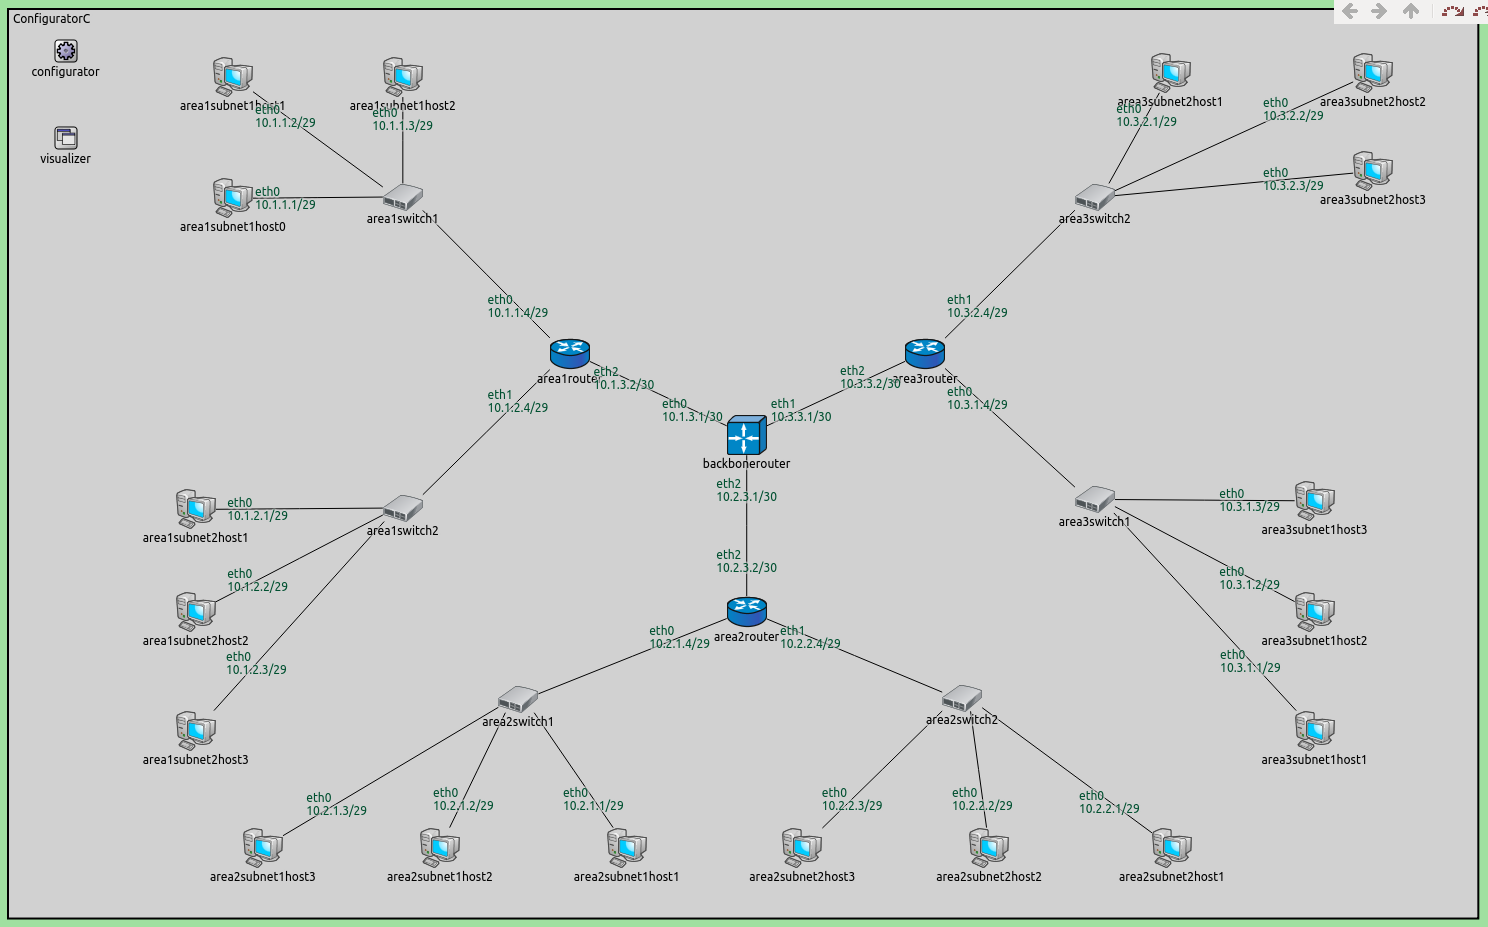 ConfiguratorC
configurator
visualizer
area1subnet1host1
eth0
10.1.1.2/29
area1subnet1host2
eth0
10.1.1.3/29
eth0
10.1.1.1/29
area1subnet1host0
area1switch1
area3subnet2host1
eth0
10.3.2.1/29
area3subnet2host2
eth0
10.3.2.2/29
eth0
10.3.2.3/29
area3subnet2host3
area3switch2
eth0
10.1.1.4/29
eth1
10.3.2.4/29
area1router
eth2
10.1.3.2/30
eth1
10.1.2.4/29
eth0
10.1.3.1/30
eth2
10.3.3.2/30
area3router
eth0
10.3.1.4/29
eth1
10.3.3.1/30
backbonerouter
eth2
10.2.3.1/30
eth0
10.1.2.1/29
area1subnet2host1
area1switch2
eth0
10.1.2.2/29
area1subnet2host2
eth0
10.1.2.3/29
area1subnet2host3
area3switch1
eth0
10.3.1.3/29
area3subnet1host3
eth0
10.3.1.2/29
area3subnet1host2
eth0
10.3.1.1/29
area3subnet1host1
eth2
10.2.3.2/30
area2router
eth0
10.2.1.4/29
eth1
10.2.2.4/29
area2switch1
area2switch2
eth0
10.2.1.3/29
eth0
10.2.1.2/29
eth0
10.2.1.1/29
eth0
10.2.2.3/29
eth0
10.2.2.2/29
eth0
10.2.2.1/29
area2subnet1host3
area2subnet1host2
area2subnet1host1
area2subnet2host3
area2subnet2host2
area2subnet2host1